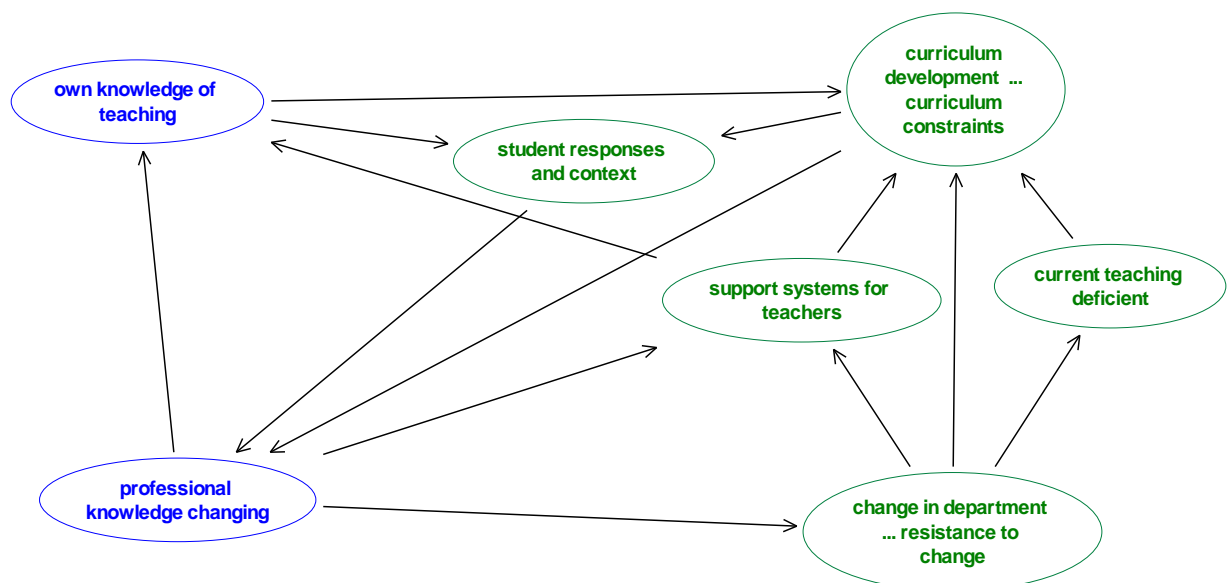 own knowledge of
teaching
curriculum
development ...
curriculum
constraints
student responses
and context
support systems for
teachers
current teaching
deficient
professional
knowledge changing
change in department
... resistance to
change